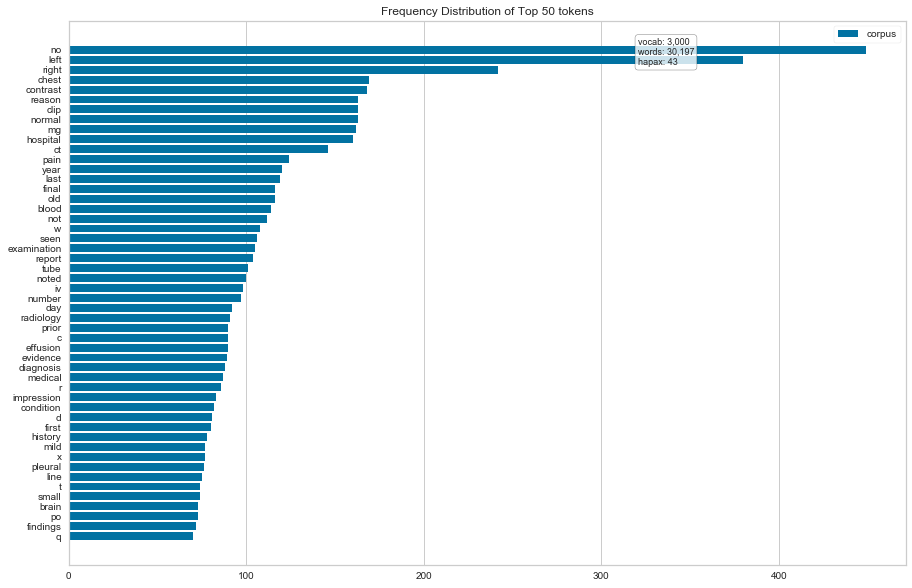 Frequency Distribution of Top 50 tokens
corpus
vocab: 3,000
words: 30,197
hapax: 43
no
left
right
chest
contrast
reason
clip
normal
mg
hospital
ct
pain
year
last
final
old
blood
not
w
seen
examination
report
tube
noted
iv
number
day
radiology
prior
c
effusion
evidence
diagnosis
medical
r
impression
condition
d
first
history
mild
x
pleural
line
t
small
brain
po
findings
q
0 100 200 300 400